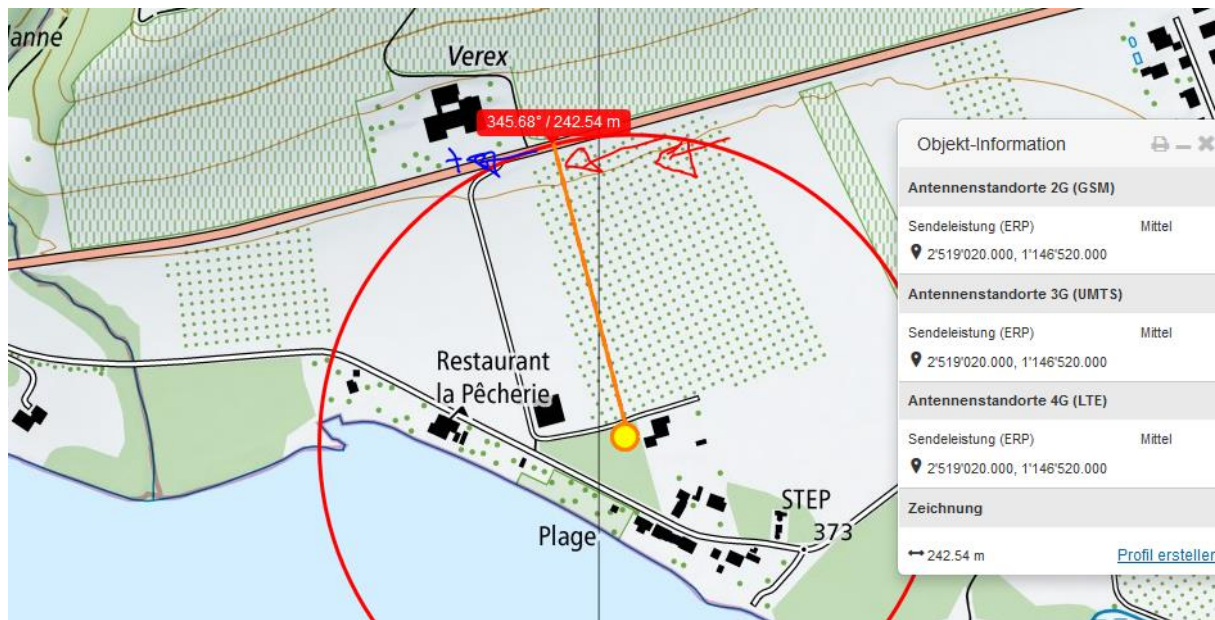 lanné
Verex
345.68° / 242.54 m
Restaurant
la Pêcherie
Plage
STEP
373
Objekt-Information
Antennenstandorte 2G (GSM)
Sendeleistung (ERP) Mittel
2'519'020.000, 1'146'520.000
Antennenstandorte 3G (UMTS)
Sendeleistung (ERP) Mittel
2'519'020.000, 1'146'520.000
Antennenstandorte 4G (LTE)
Sendeleistung (ERP) Mittel
2'519'020.000, 1'146'520.000
Zeichnung
242.54 m Profil ersteller